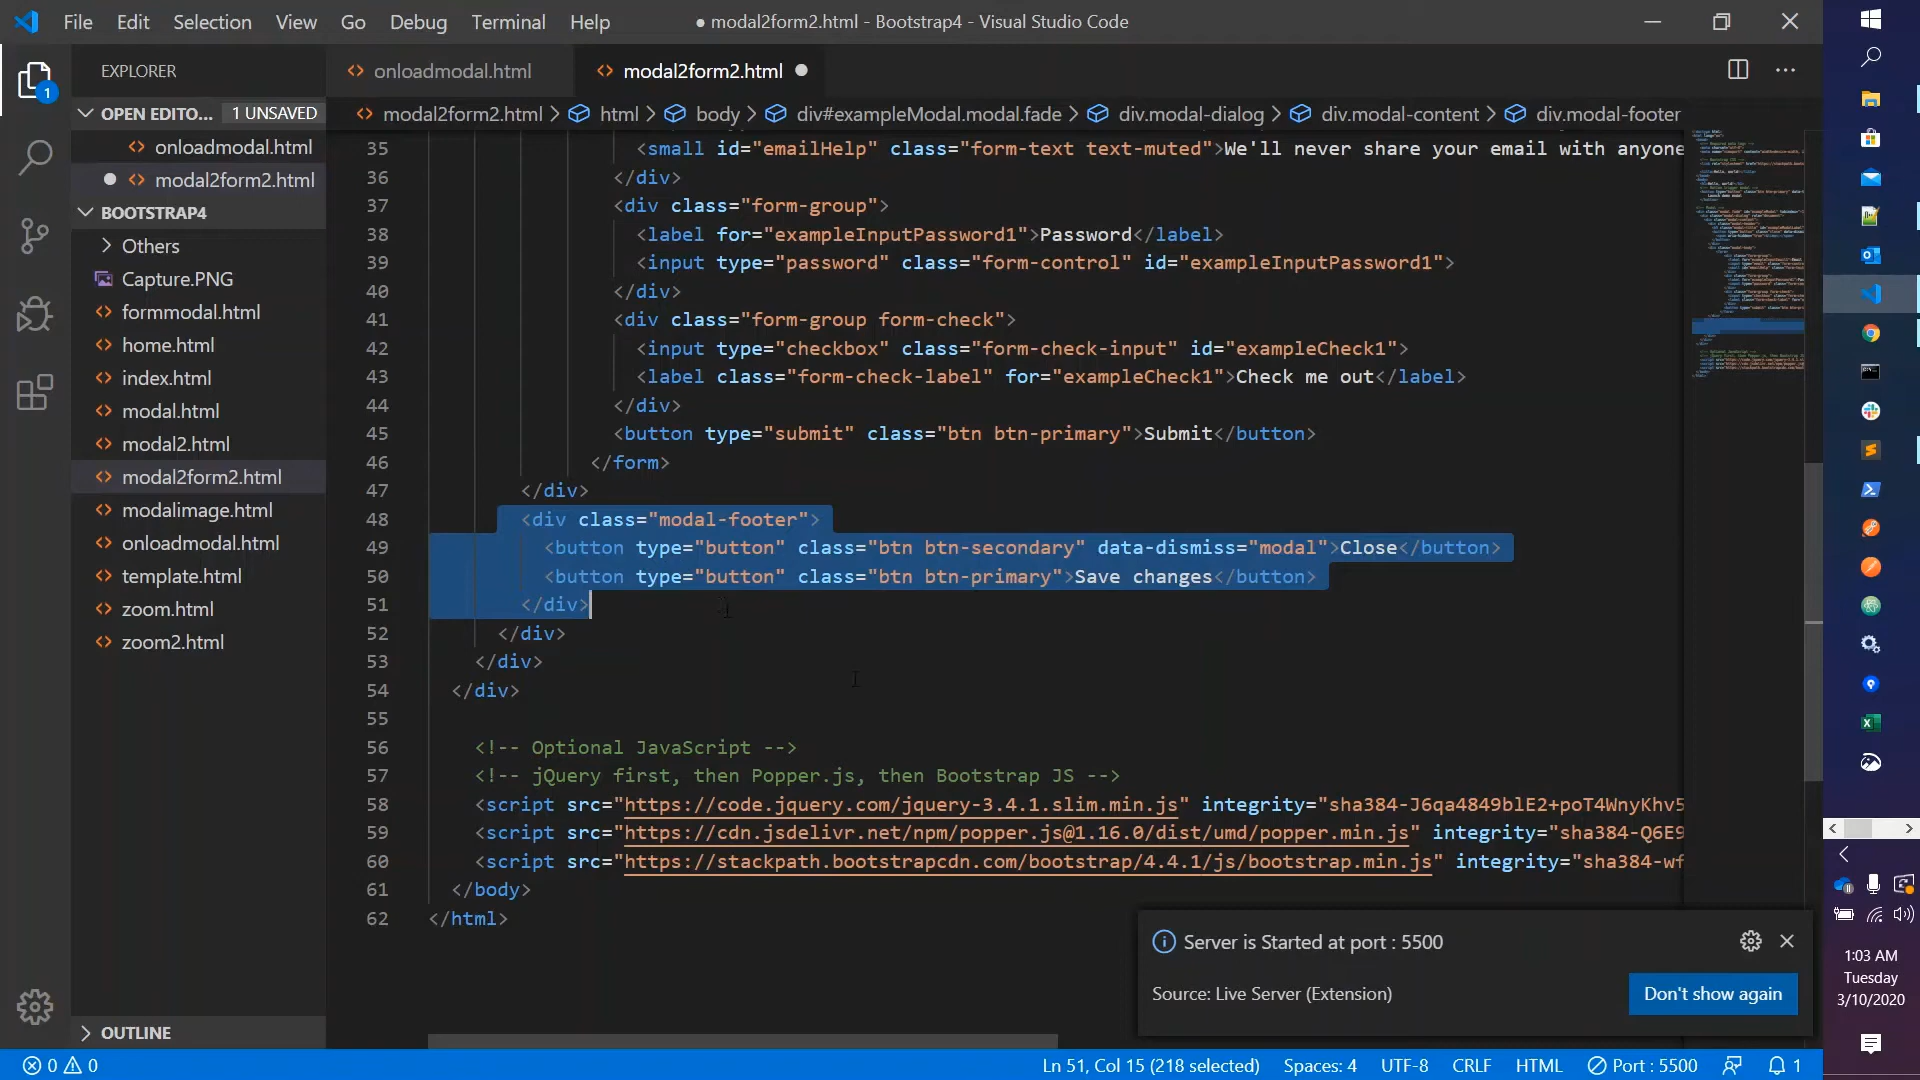 File Edit Selection View Go Debug Terminal Help
● modal2form2.html - Bootstrap4 - Visual Studio Code
EXPLORER
onloadmodal.html
modal2form2.html
OPEN EDITO... 1 UNSAVED
onloadmodal.html
modal2form2.html
BOOTSTRAP4
Others
Capture.PNG
formmodal.html
home.html
index.html
modal.html
modal2.html
modal2form2.html
modalimage.html
onloadmodal.html
template.html
zoom.html
zoom2.html
OUTLINE
1
modal2form2.html > html > body > div#exampleModal.modal.fade > div.modal-dialog > div.modal-content > div.modal-footer
35 <small id="emailHelp" class="form-text text-muted">We'll never share your email with anyone
36 </div>
37 <div class="form-group">
38 <label for="exampleInputPassword1">Password</label>
39 <input type="password" class="form-control" id="exampleInputPassword1">
40 </div>
41 <div class="form-group form-check">
42 <input type="checkbox" class="form-check-input" id="exampleCheck1">
43 <label class="form-check-label" for="exampleCheck1">Check me out</label>
44 </div>
45 <button type="submit" class="btn btn-primary">Submit</button>
46 </form>
47 </div>
48 <div class="modal-footer">
49 <button type="button" class="btn btn-secondary" data-dismiss="modal">Close</button>
50 <button type="button" class="btn btn-primary">Save changes</button>
51 </div>
52 </div>
53 </div>
54 </div>
55
56 <!-- Optional JavaScript -->
57 <!-- jQuery first, then Popper.js, then Bootstrap JS -->
58 <script src="https://code.jquery.com/jquery-3.4.1.slim.min.js" integrity="sha384-J6qa4849blE2+poT4WnyKhv5
59 <script src="https://cdn.jsdelivr.net/npm/popper.js@1.16.0/dist/umd/popper.min.js" integrity="sha384-Q6E9
60 <script src="https://stackpath.bootstrapcdn.com/bootstrap/4.4.1/js/bootstrap.min.js" integrity="sha384-wf
61 </body>
62 </html>
Server is Started at port : 5500
Source: Live Server (Extension)
Don't show again
1:03 AM
Tuesday
3/10/2020
0 0
Ln 51, Col 15 (218 selected) Spaces: 4 UTF-8 CRLF HTML Port : 5500 1